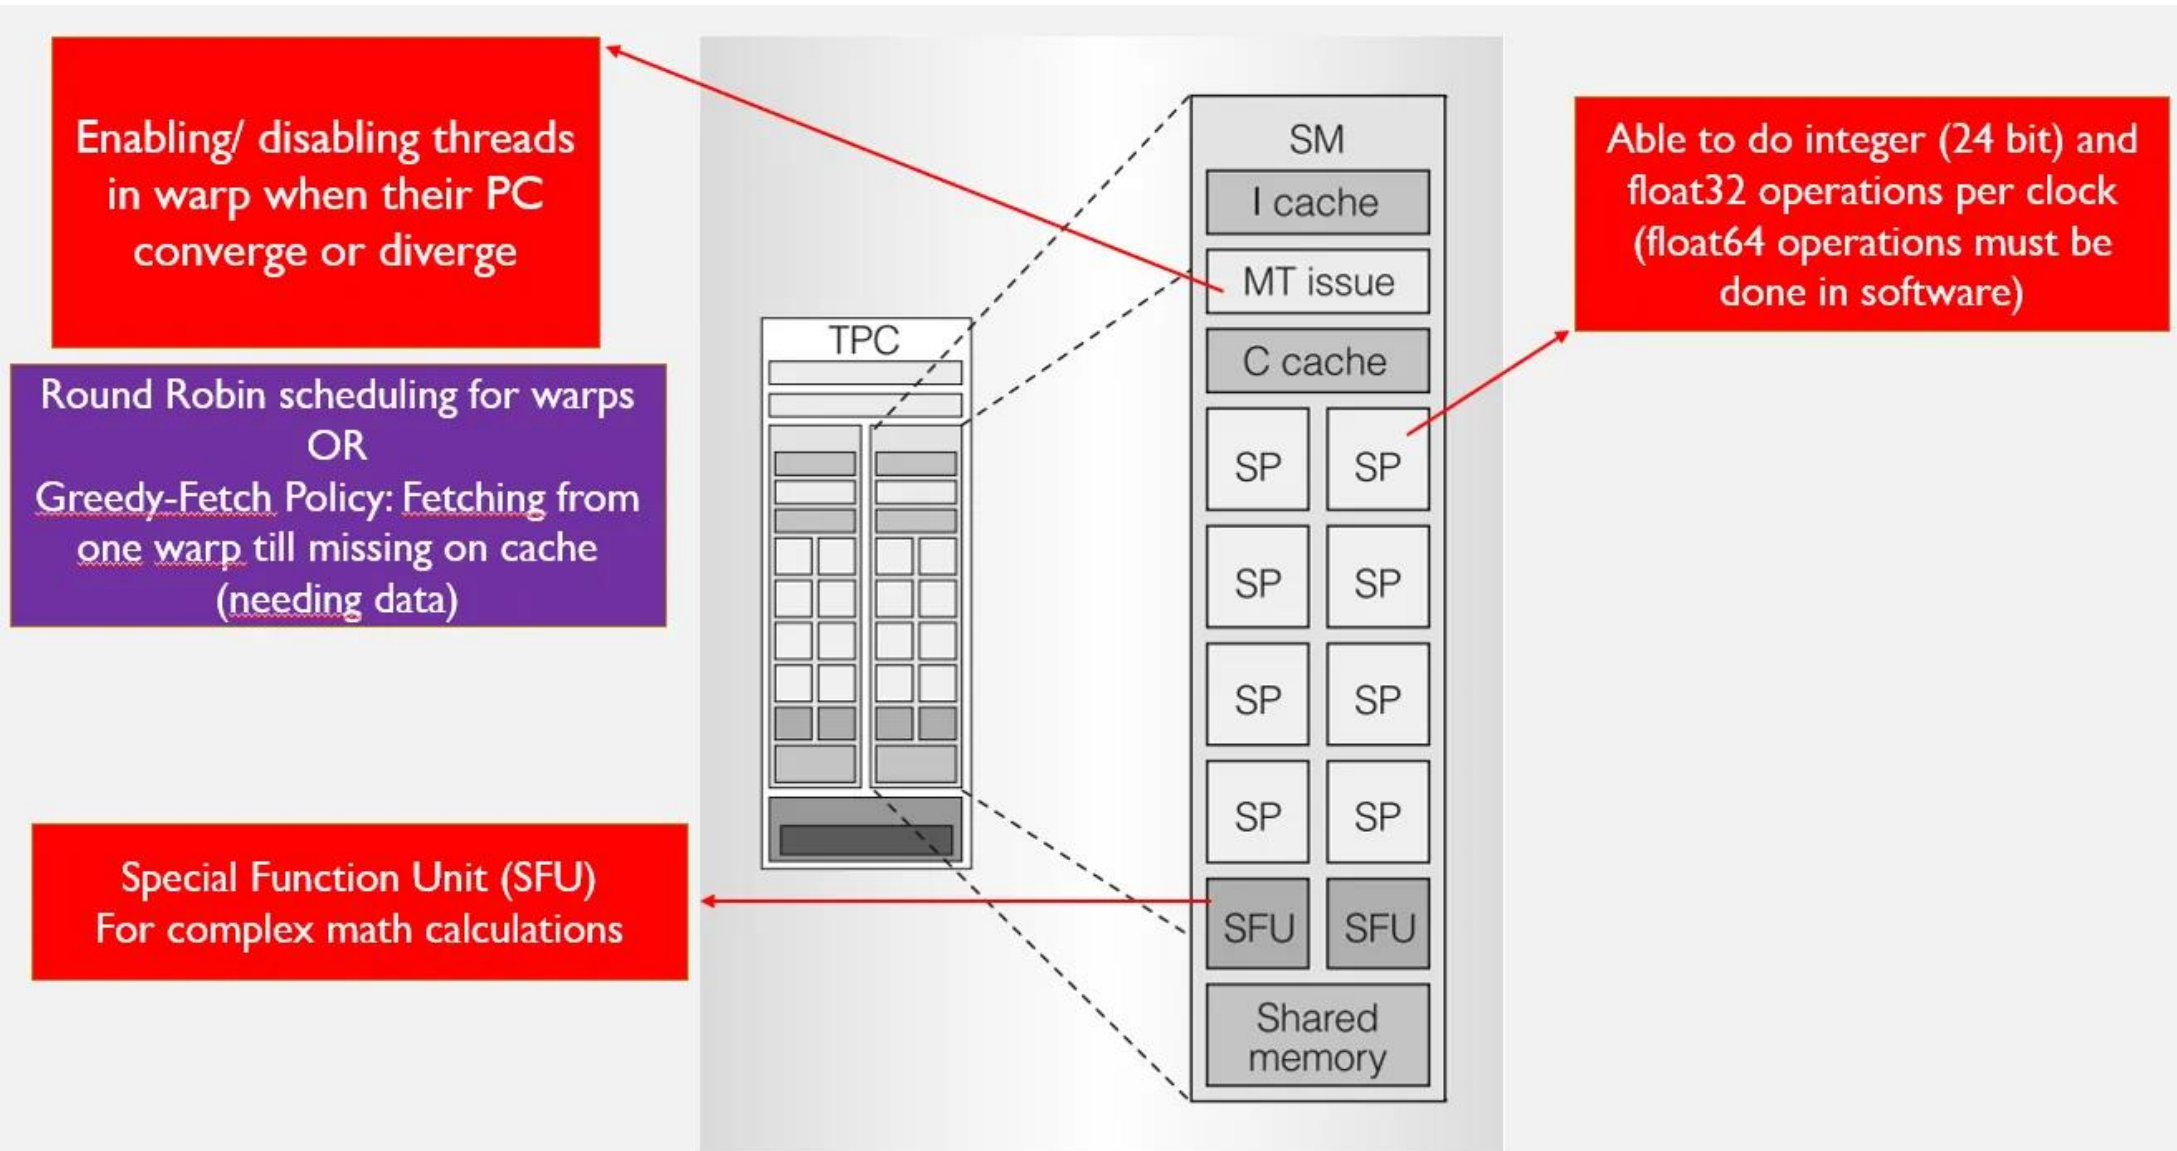 Enabling/ disabling threads
in warp when their PC
converge or diverge
Round Robin scheduling for warps
OR
Greedy-Fetch Policy: Fetching from
one warp till missing on cache
(needing data)
Special Function Unit (SFU)
For complex math calculations
TPC
SM
I cache
MT issue
C cache
SP SP
SP SP
SP SP
SP SP
SFU SFU
Shared
memory
Able to do integer (24 bit) and
float32 operations per clock
(float64 operations must be
done in software)